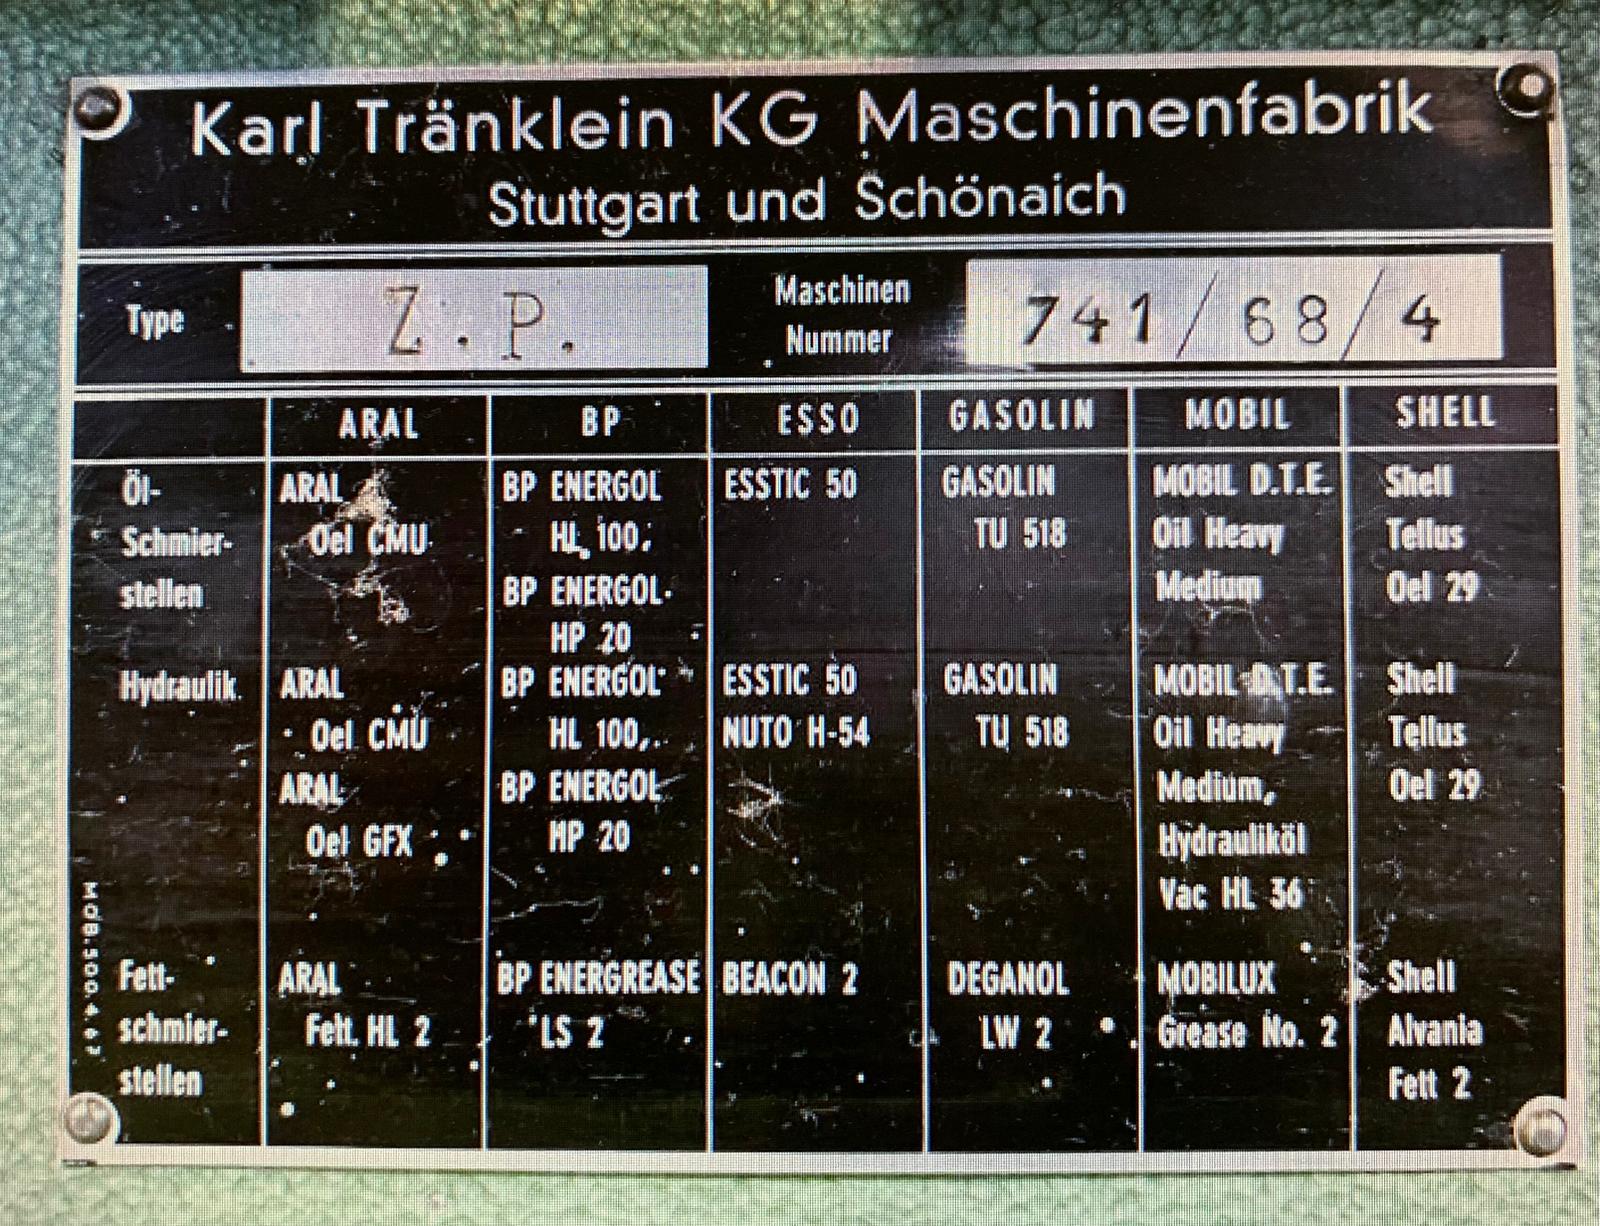 Karl Tränklein KG Maschinenfabrik
Stuttgart und Schönaich
Type Z.P. Maschinen Nummer 741/68/4
ARAL BP ESSO GASOLIN MOBIL SHELL
Öl- ARAL BP ENERGOL ESSTIC 50 GASOLIN MOBIL D.T.E. Shell
Schmier- Oel CMU HL 100, TU 518 Oil Heavy Tellus
stellen BP ENERGOL Medium Oel 29
HP 20
Hydraulik ARAL BP ENERGOL ESSTIC 50 GASOLIN MOBIL D.T.E. Shell
Oel CMU HL 100, NUTO H-54 TU 518 Oil Heavy Tellus
ARAL BP ENERGOL Medium, Oel 29
Oel GFX HP 20 Hydrauliköl
Vac HL 36
Fett- ARAL BP ENERGREASE BEACON 2 DEGANOL MOBILUX Shell
schmier- Fett HL 2 LS 2 LW 2 Grease No. 2 Alvania
stellen Fett 2